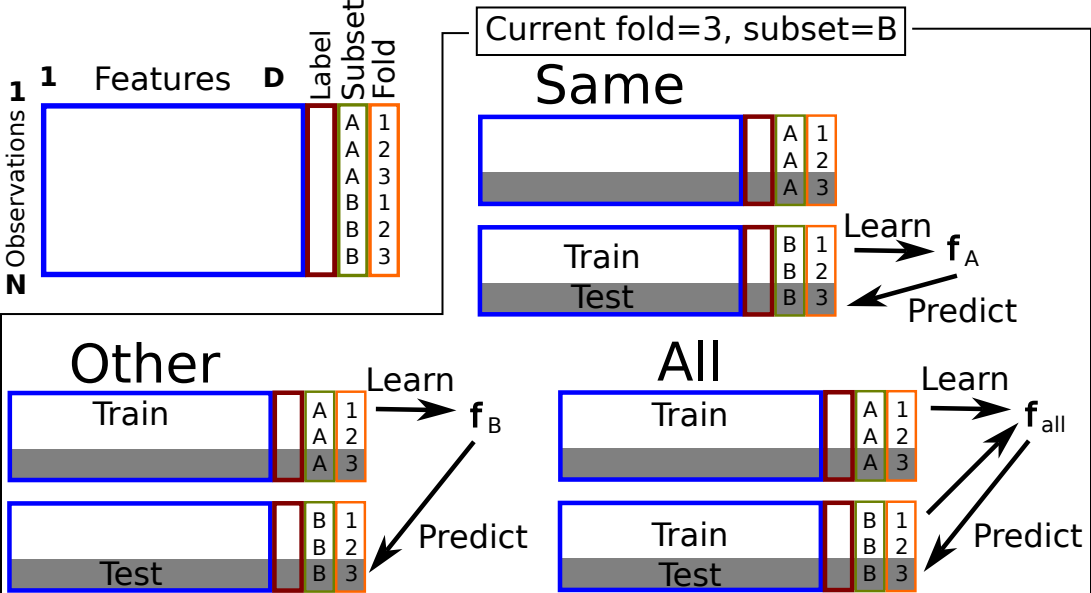 1 Features D
Label
Subset
Fold
1
Observations
N
A 1
A 2
A 3
B 1
B 2
B 3
Current fold=3, subset=B
Same
A 1
A 2
A 3
Train
Test
B 1
B 2
B 3
Learn
f A
Predict
Other
Train
A 1
A 2
A 3
Learn
f B
Test
B 1
B 2
B 3
Predict
All
Train
A 1
A 2
A 3
Learn
f all
Train
Test
B 1
B 2
B 3
Predict